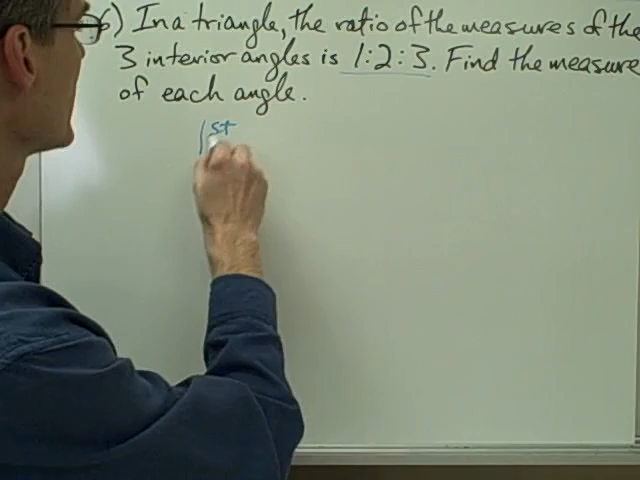 ) In a triangle, the ratio of the measures of the
3 interior angles is 1:2:3. Find the measure
of each angle.
1st